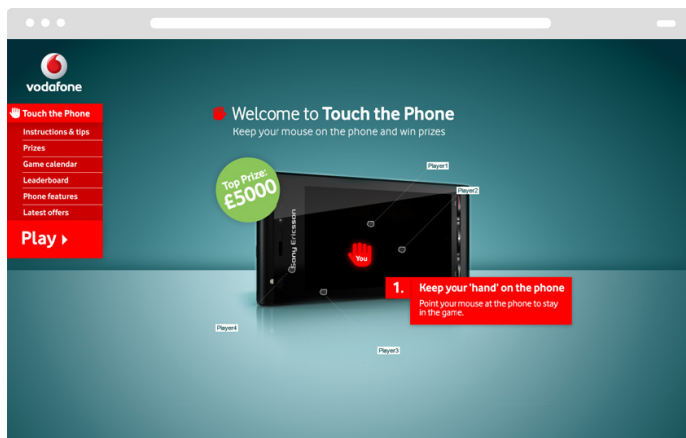 vodafone
Touch the Phone
Instructions & tips
Prizes
Game calendar
Leaderboard
Phone features
Latest offers
Play
Welcome to Touch the Phone
Keep your mouse on the phone and win prizes
Top Prize:
£5000
Player1
Player2
Sony Ericsson
You
1. Keep your 'hand' on the phone
Point your mouse at the phone to stay
in the game.
Player4
Player3